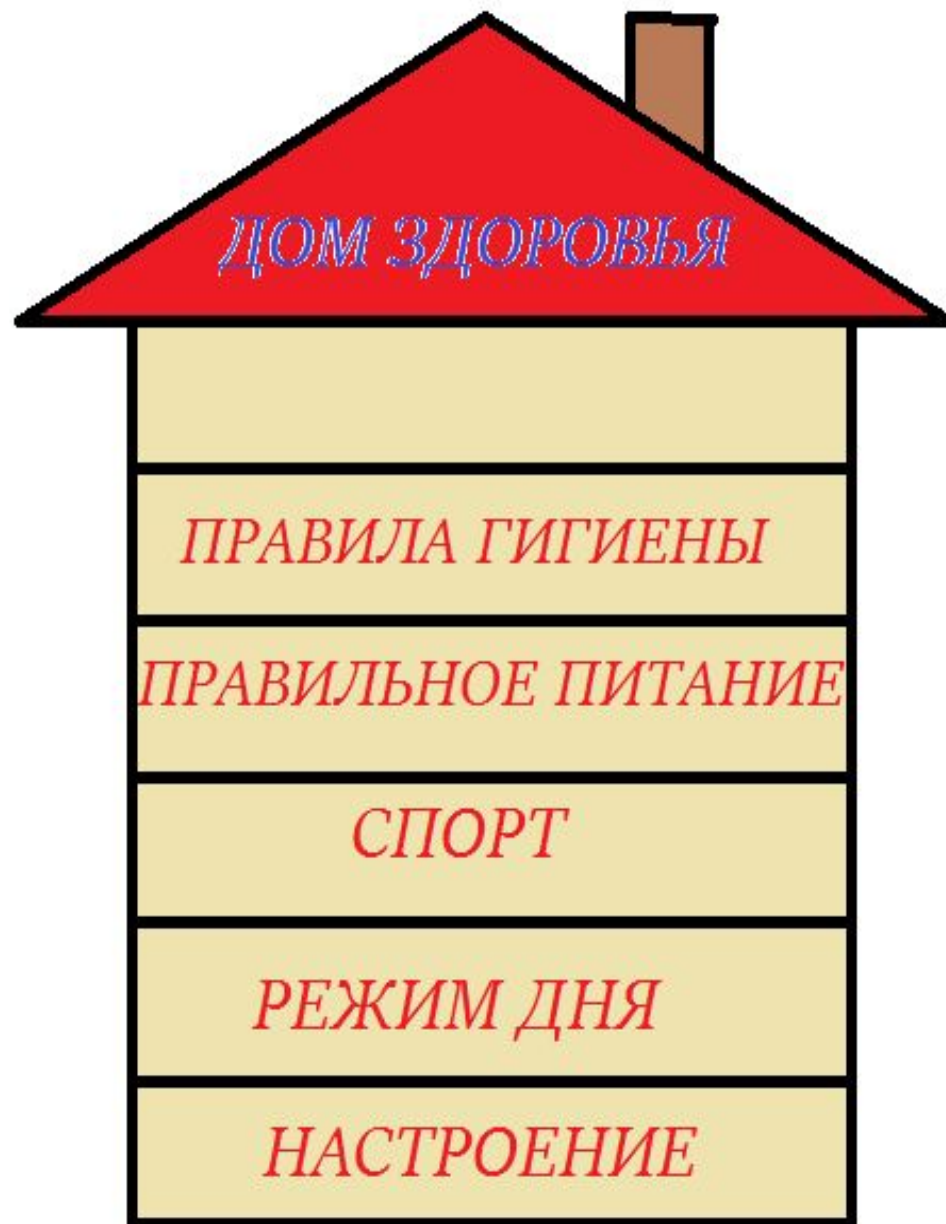 ДОМ ЗДОРОВЬЯ
ПРАВИЛА ГИГИЕНЫ
ПРАВИЛЬНОЕ ПИТАНИЕ
СПОРТ
РЕЖИМ ДНЯ
НАСТРОЕНИЕ